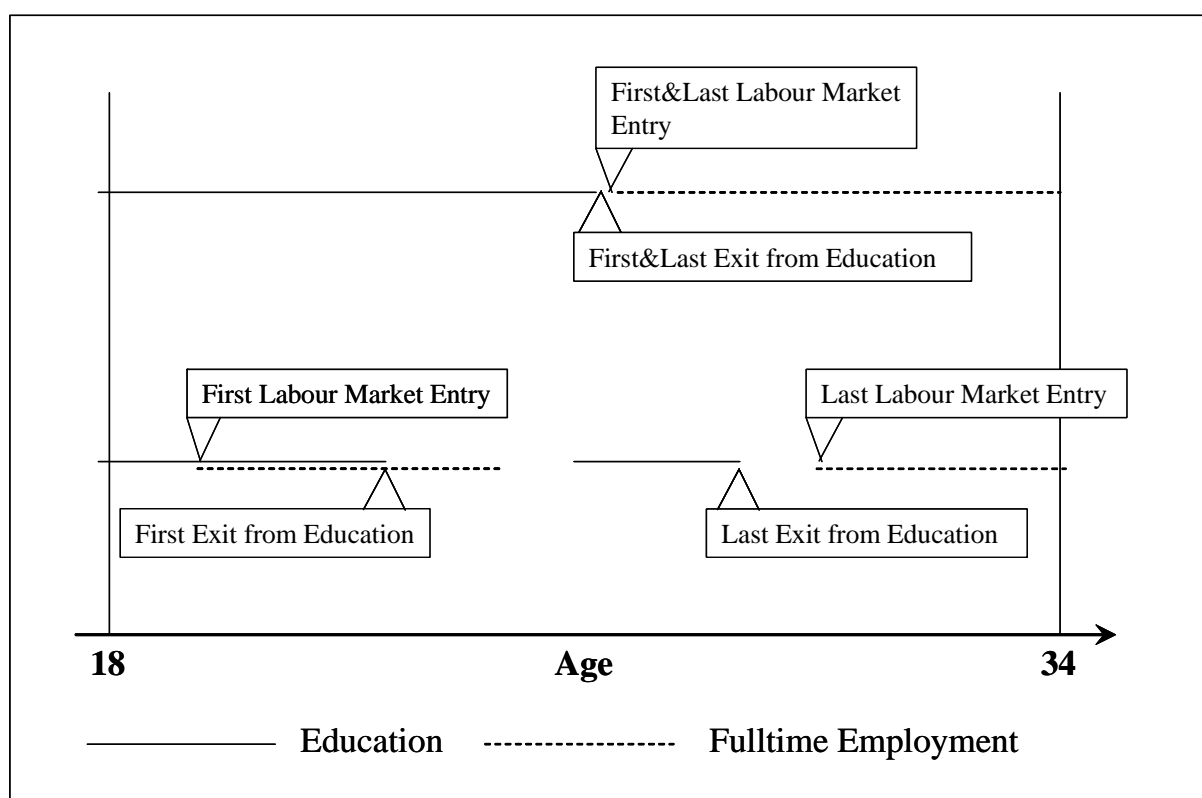 First&Last Labour Market
Entry
First&Last Exit from Education
First Labour Market Entry
Last Labour Market Entry
First Exit from Education
Last Exit from Education
18
Age
34
Education
Fulltime Employment